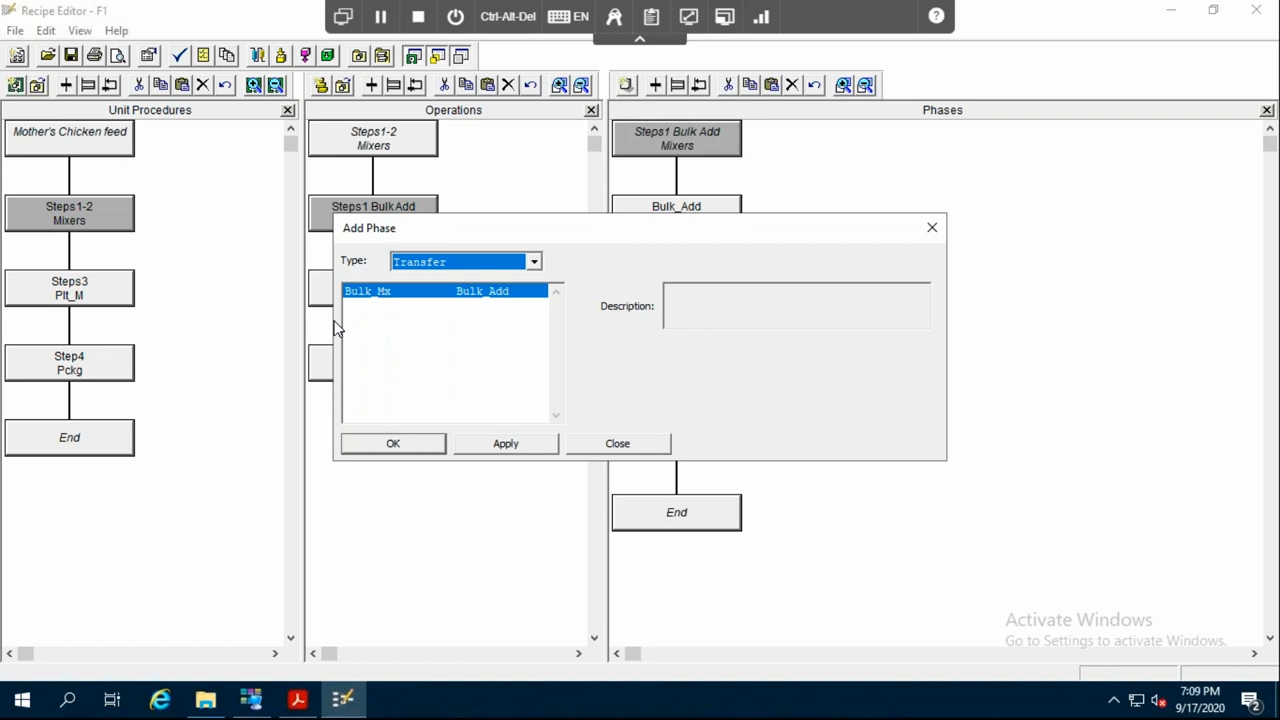 Recipe Editor - F1
Ctrl-Alt-Del
EN
File Edit View Help
Unit Procedures
Operations
Phases
Mother's Chicken feed
Steps1-2
Mixers
Steps3
Plt_M
Step4
Pckg
End
Steps1-2
Mixers
Steps1 Bulk Add
Steps1 Bulk Add
Mixers
Bulk_Add
End
Add Phase
Type: Transfer
Bulk_Mx Bulk_Add
Description:
OK Apply Close
Activate Windows
Go to Settings to activate Windows.
7:09 PM
9/17/2020
2